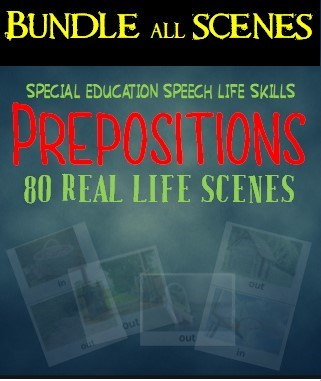 BUNDLE ALL SCENES
SPECIAL EDUCATION SPEECH LIFE SKILLS
PREPOSITIONS
80 REAL LIFE SCENES
in
out
out
out
in